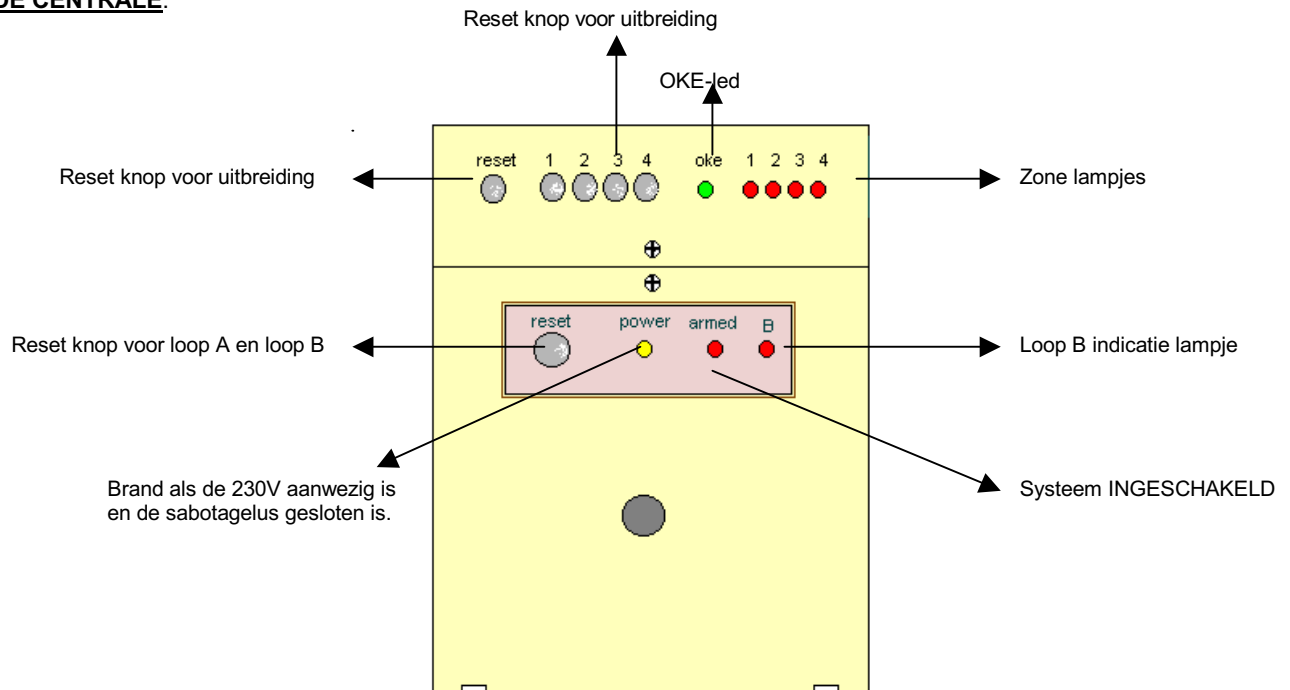 DE CENTRALE.
Reset knop voor uitbreiding
OKE-led
reset 1 2 3 4 oke 1 2 3 4
Reset knop voor uitbreiding
Zone lampjes
reset power armed B
Reset knop voor loop A en loop B
Loop B indicatie lampje
Brand als de 230V aanwezig is
en de sabotagelus gesloten is.
Systeem INGESCHAKELD